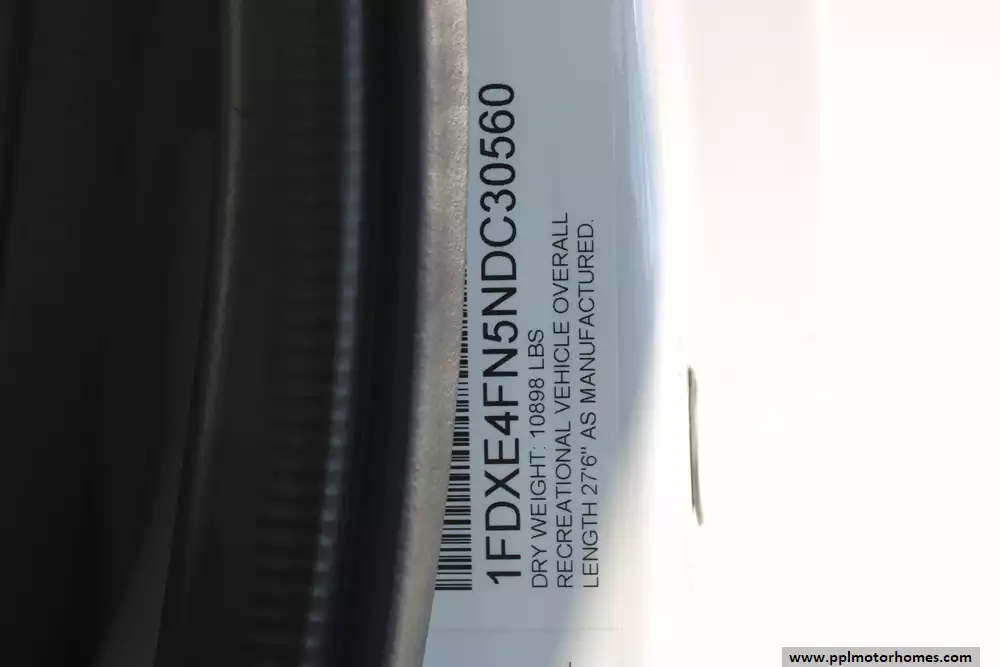 1FDXE4FN5NDC30560
DRY WEIGHT: 10898 LBS
RECREATIONAL VEHICLE OVERALL
LENGTH 27'6" AS MANUFACTURED.
www.pplmotorhomes.com